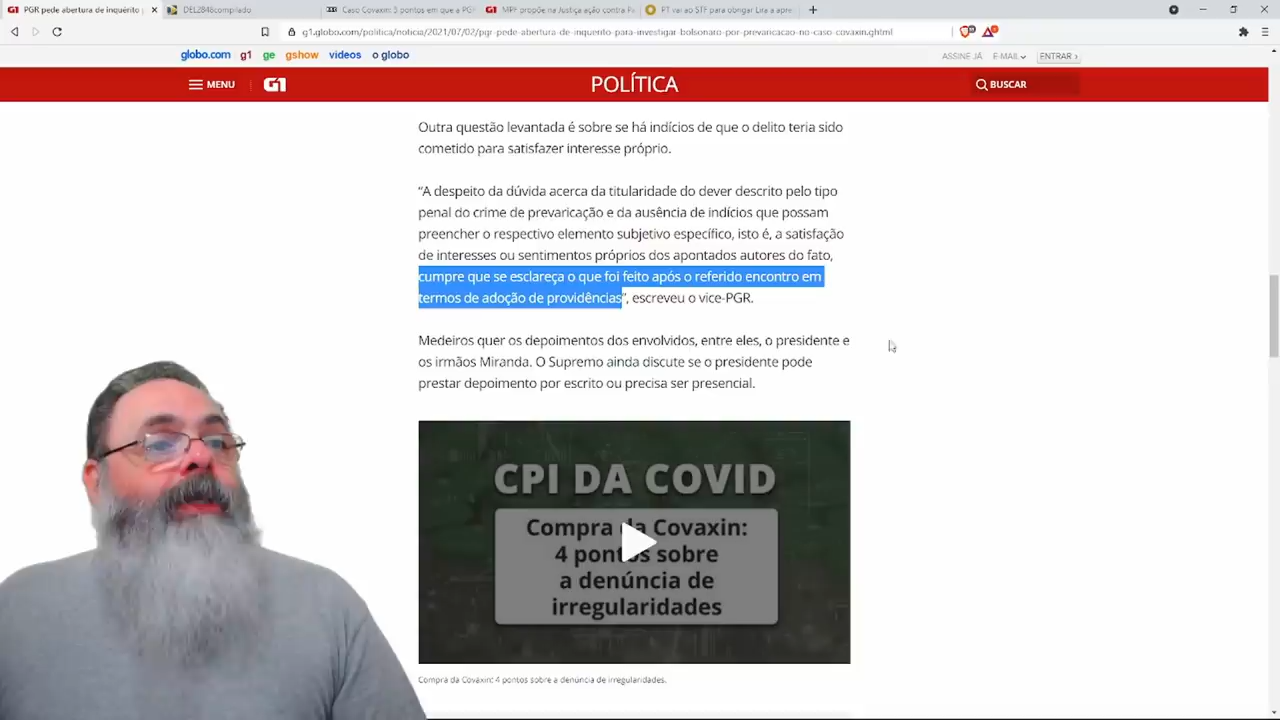 PGR pede abertura de inquérito
DEL2848compilado
Caso Covaxin: 5 pontos em que a PGR
MPF propõe na Justiça ação contra Pa
PT vai ao STF para obrigar Lira a apre
g1.globo.com/politica/noticia/2021/07/02/pgr-pede-abertura-de-inquerito-para-investigar-bolsonaro-por-prevaricacao-no-caso-covaxin.ghtml
globo.com g1 ge gshow vídeos o globo
ASSINE JÁ E-MAIL ENTRAR ›
MENU G1 POLÍTICA BUSCAR
Outra questão levantada é sobre se há indícios de que o delito teria sido
cometido para satisfazer interesse próprio.
“A despeito da dúvida acerca da titularidade do dever descrito pelo tipo
penal do crime de prevaricação e da ausência de indícios que possam
preencher o respectivo elemento subjetivo específico, isto é, a satisfação
de interesses ou sentimentos próprios dos apontados autores do fato,
cumpre que se esclareça o que foi feito após o referido encontro em
termos de adoção de providências”, escreveu o vice-PGR.
Medeiros quer os depoimentos dos envolvidos, entre eles, o presidente e
os irmãos Miranda. O Supremo ainda discute se o presidente pode
prestar depoimento por escrito ou precisa ser presencial.
CPI DA COVID
Compra da Covaxin:
4 pontos sobre
a denúncia de
irregularidades
Compra da Covaxin: 4 pontos sobre a denúncia de irregularidades.